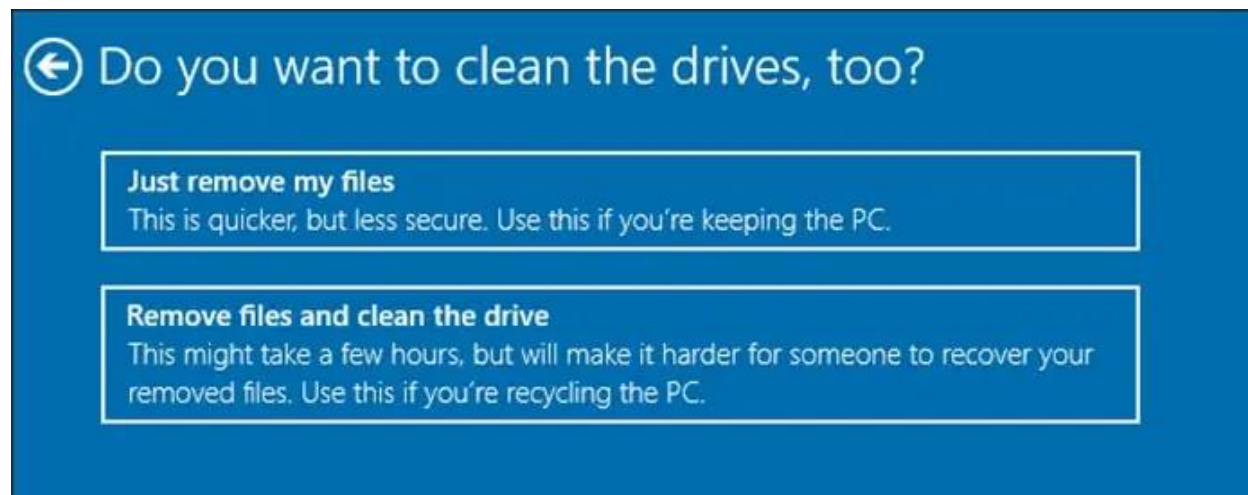 Do you want to clean the drives, too?
Just remove my files
This is quicker, but less secure. Use this if you're keeping the PC.
Remove files and clean the drive
This might take a few hours, but will make it harder for someone to recover your
removed files. Use this if you're recycling the PC.